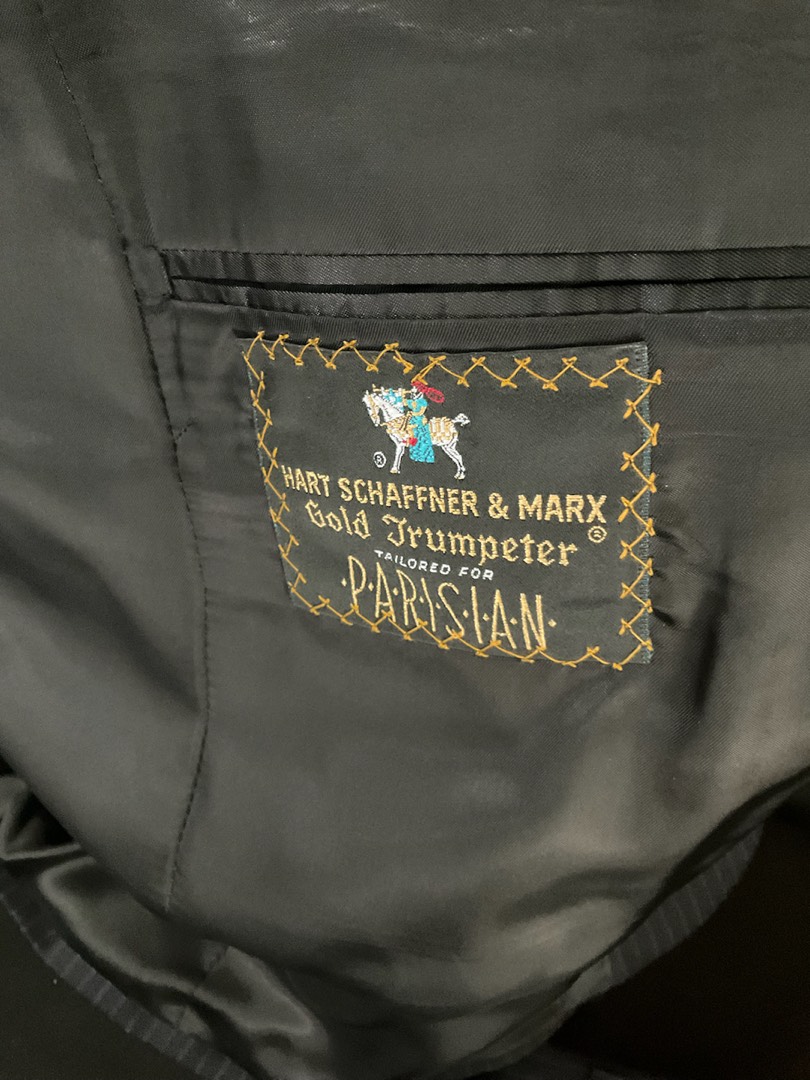 ®
HART SCHAFFNER & MARX
®
Gold Trumpeter
TAILORED FOR
·P·A·R·I·S·I·A·N·